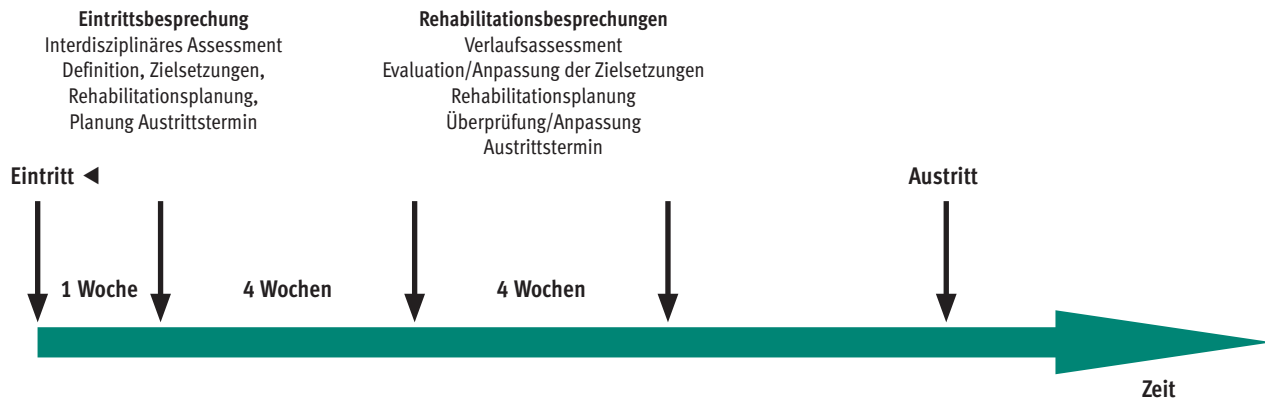 Eintrittsbesprechung
Interdisziplinäres Assessment
Definition, Zielsetzungen,
Rehabilitationsplanung,
Planung Austrittstermin
Rehabilitationsbesprechungen
Verlaufsassessment
Evaluation/Anpassung der Zielsetzungen
Rehabilitationsplanung
Überprüfung/Anpassung
Austrittstermin
Eintritt
Austritt
1 Woche
4 Wochen
4 Wochen
Zeit